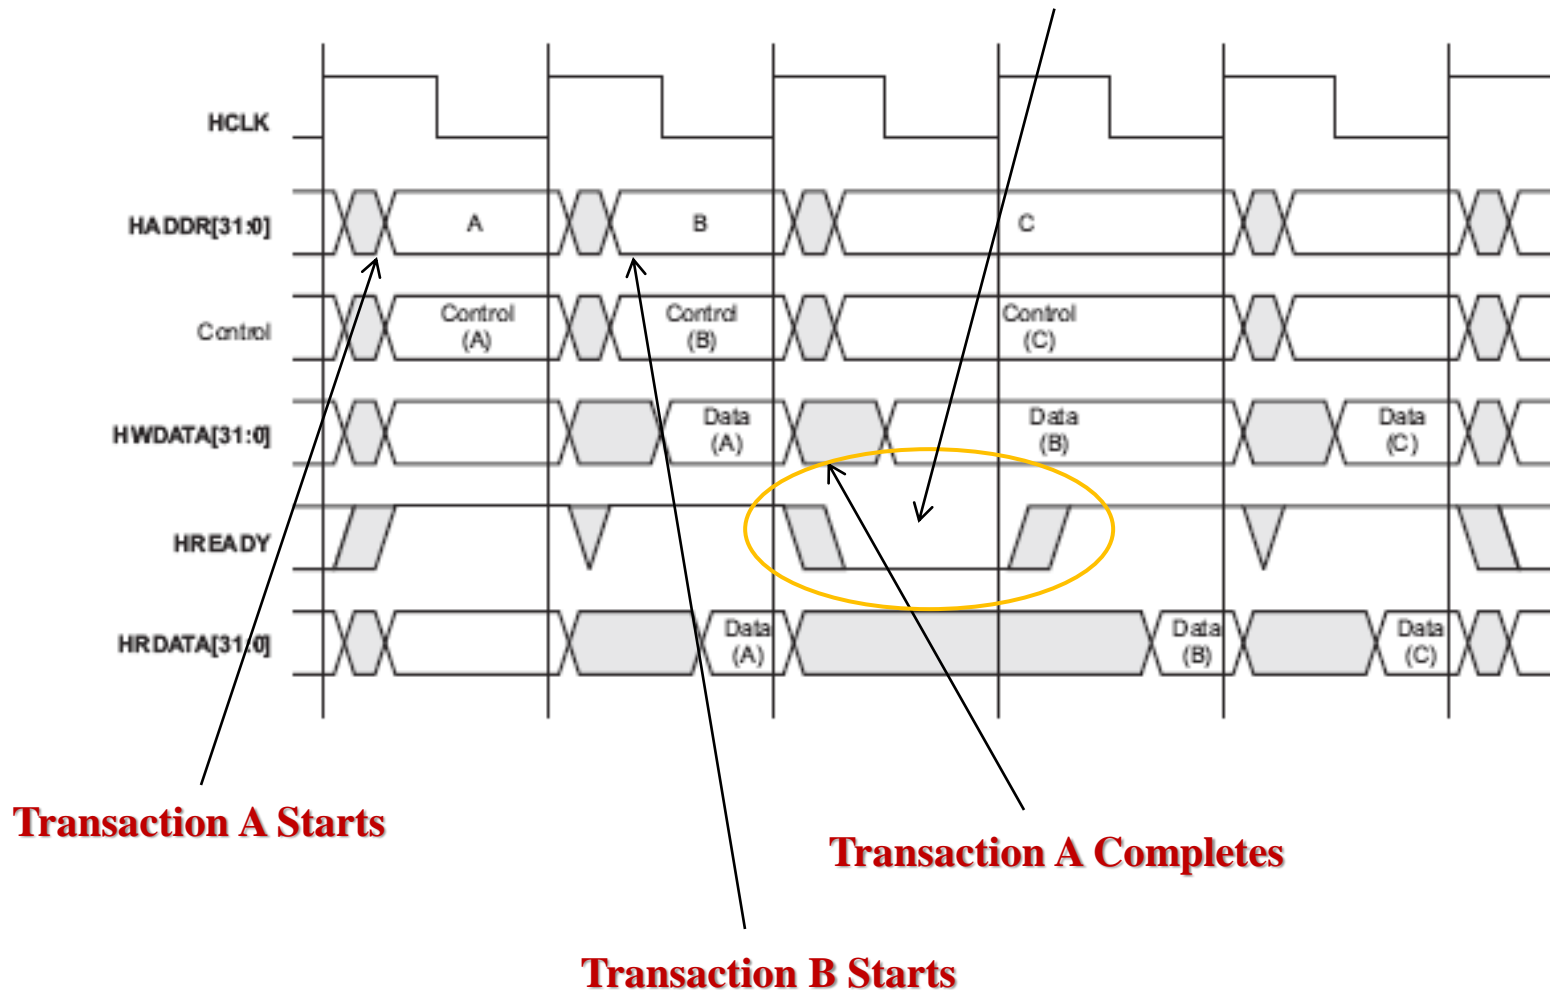 HCLK
HADDR[31:0]
A
B
C
Control
Control
(A)
Control
(B)
Control
(C)
HWDATA[31:0]
Data
(A)
Data
(B)
Data
(C)
HREADY
HRDATA[31:0]
Data
(A)
Data
(B)
Data
(C)
Transaction A Starts
Transaction A Completes
Transaction B Starts